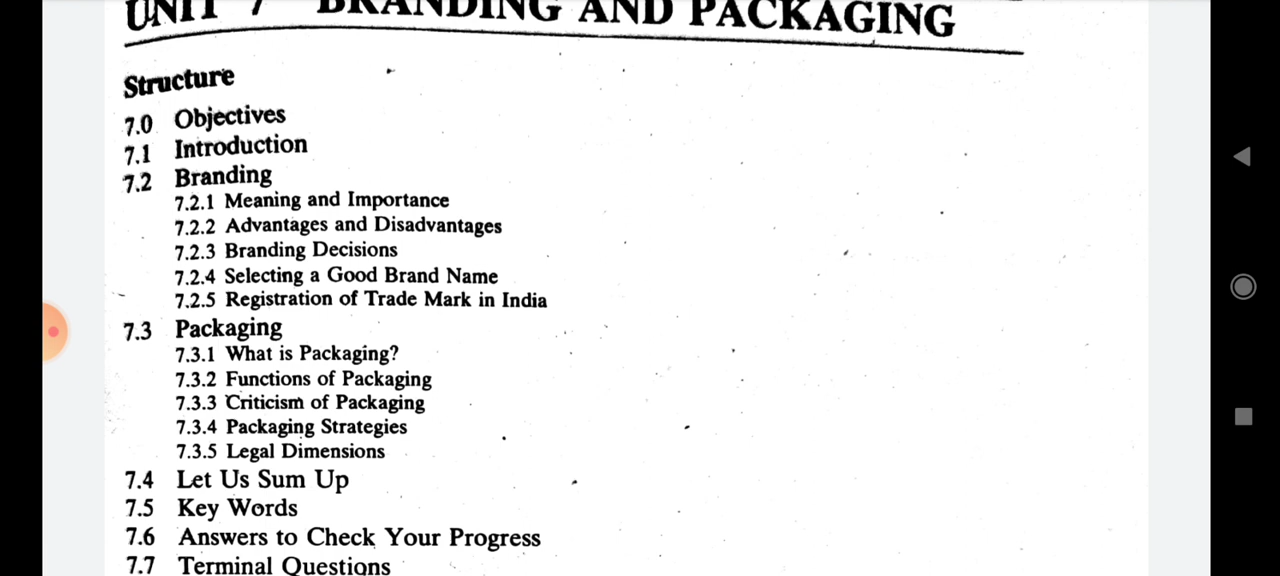 UNIT 7 BRANDING AND PACKAGING
Structure
7.0 Objectives
7.1 Introduction
7.2 Branding
7.2.1 Meaning and Importance
7.2.2 Advantages and Disadvantages
7.2.3 Branding Decisions
7.2.4 Selecting a Good Brand Name
7.2.5 Registration of Trade Mark in India
7.3 Packaging
7.3.1 What is Packaging?
7.3.2 Functions of Packaging
7.3.3 Criticism of Packaging
7.3.4 Packaging Strategies
7.3.5 Legal Dimensions
7.4 Let Us Sum Up
7.5 Key Words
7.6 Answers to Check Your Progress
7.7 Terminal Questions